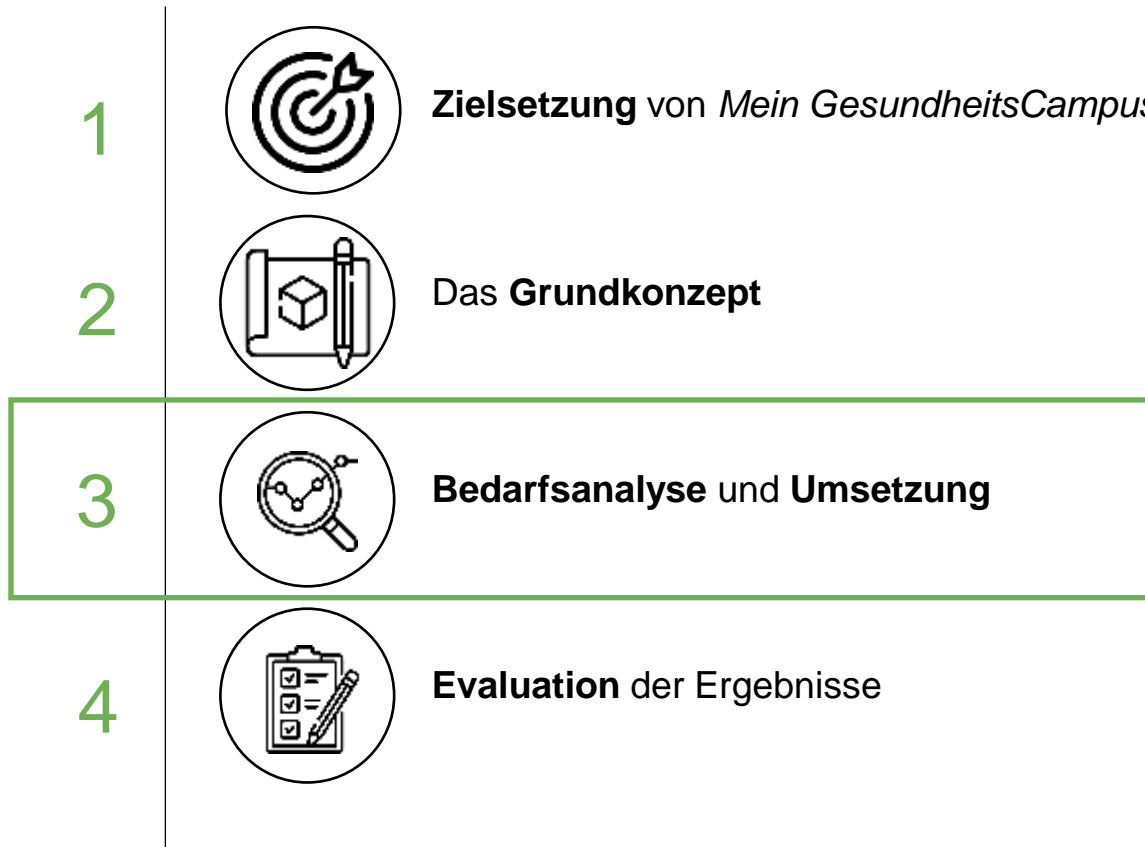 1 Zielsetzung von Mein GesundheitsCampus
2 Das Grundkonzept
3 Bedarfsanalyse und Umsetzung
4 Evaluation der Ergebnisse